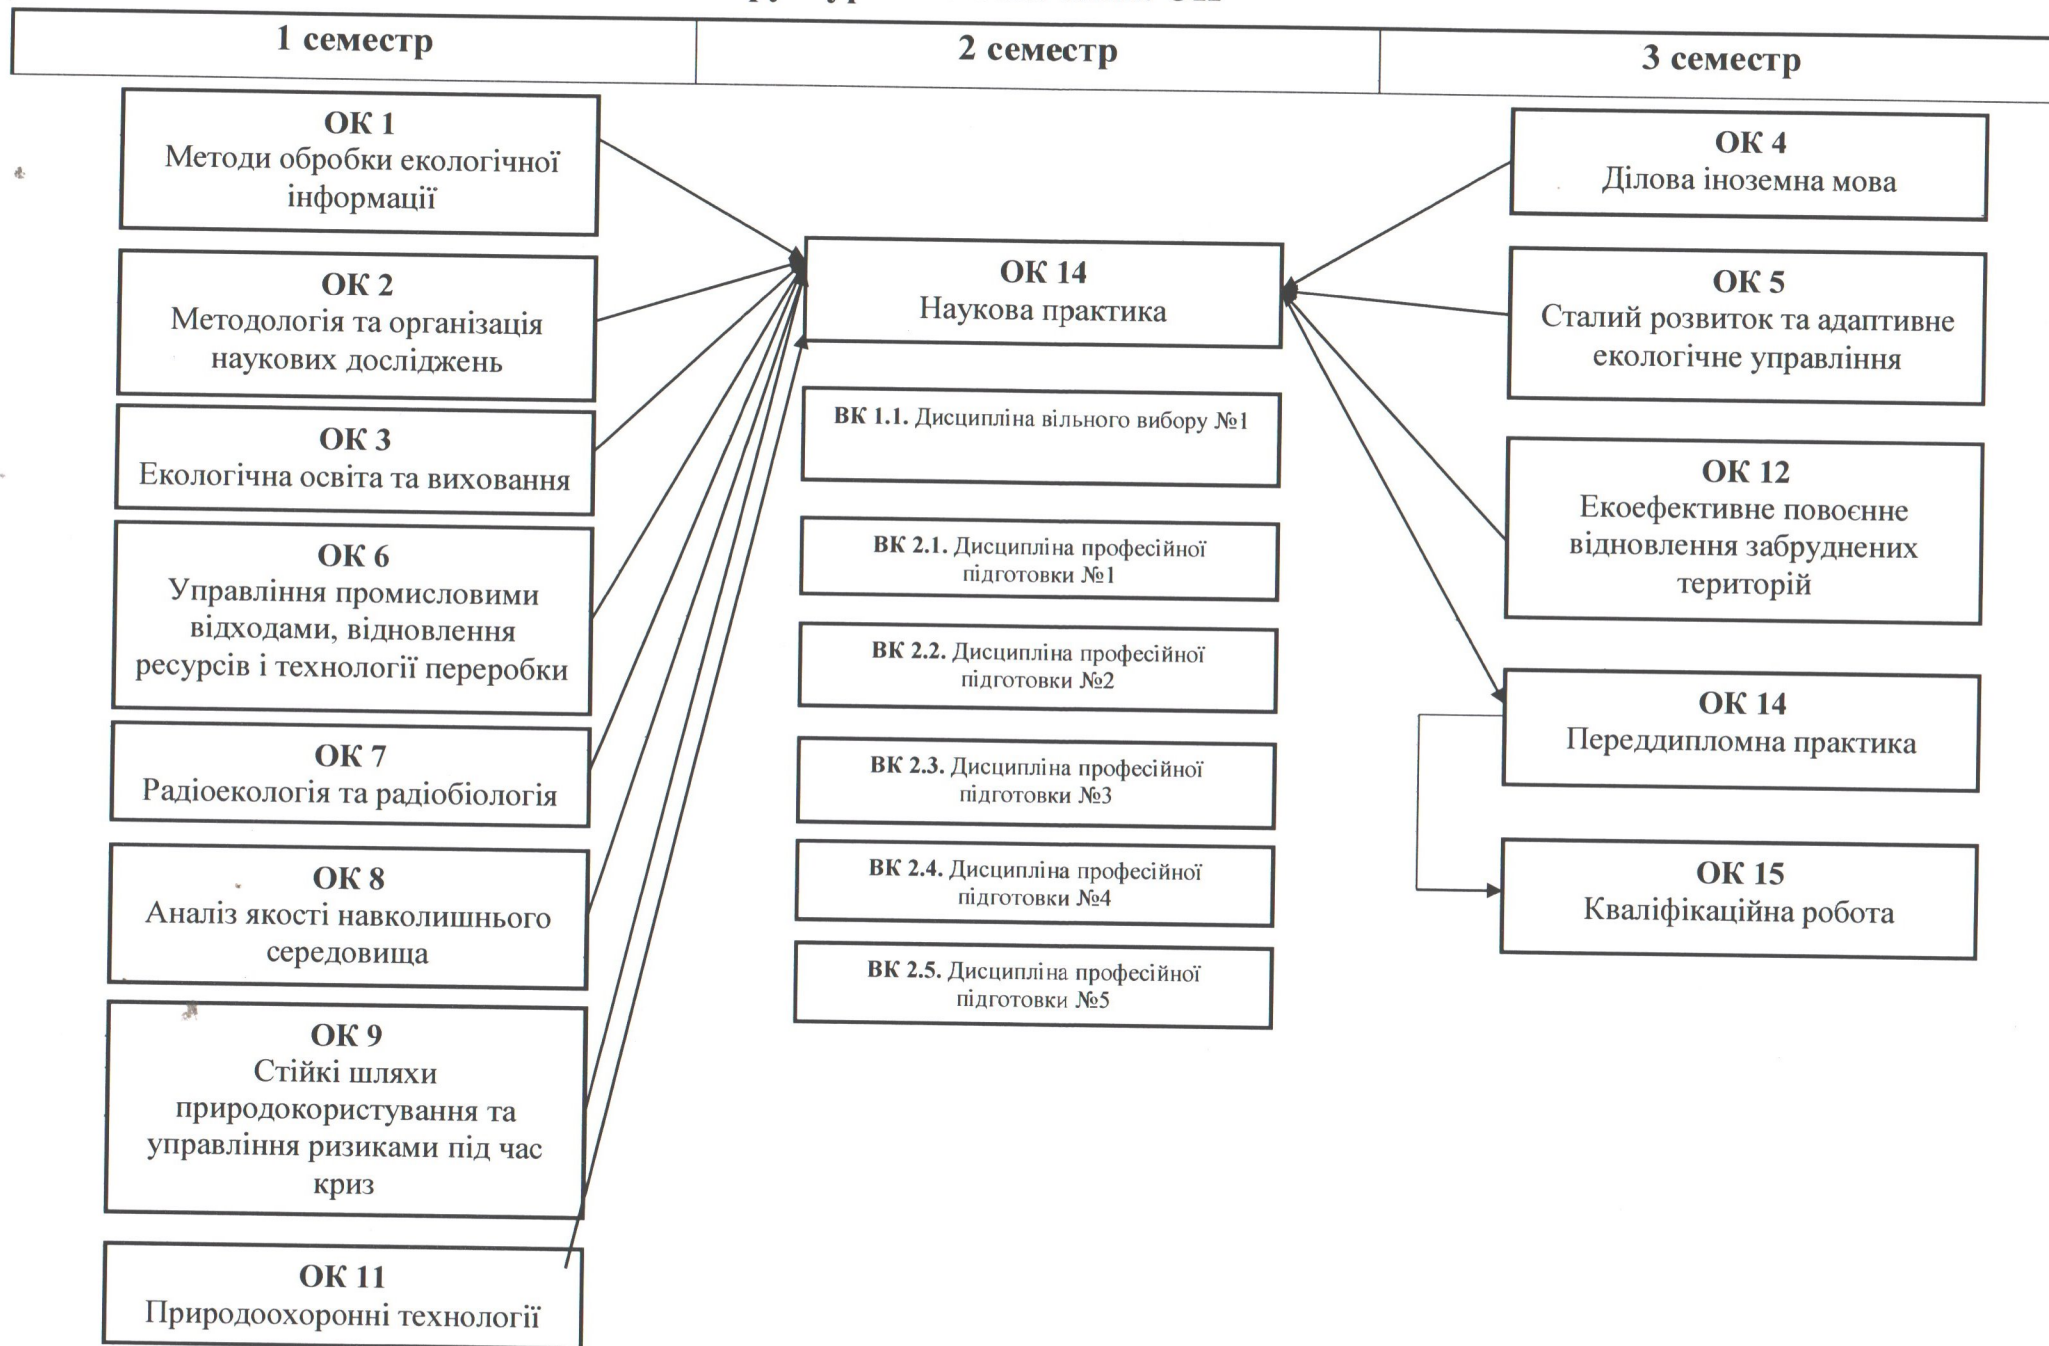 1 семестр
2 семестр
3 семестр
ОК 1
Методи обробки екологічної
інформації
ОК 2
Методологія та організація
наукових досліджень
ОК 3
Екологічна освіта та виховання
ОК 6
Управління промисловими
відходами, відновлення
ресурсів і технології переробки
ОК 7
Радіоекологія та радіобіологія
ОК 8
Аналіз якості навколишнього
середовища
ОК 9
Стійкі шляхи
природокористування та
управління ризиками під час
криз
ОК 11
Природоохоронні технології
ОК 14
Наукова практика
ВК 1.1. Дисципліна вільного вибору №1
ВК 2.1. Дисципліна професійної
підготовки №1
ВК 2.2. Дисципліна професійної
підготовки №2
ВК 2.3. Дисципліна професійної
підготовки №3
ВК 2.4. Дисципліна професійної
підготовки №4
ВК 2.5. Дисципліна професійної
підготовки №5
ОК 4
Ділова іноземна мова
ОК 5
Сталий розвиток та адаптивне
екологічне управління
ОК 12
Екоефективне повоєнне
відновлення забруднених
територій
ОК 14
Переддипломна практика
ОК 15
Кваліфікаційна робота